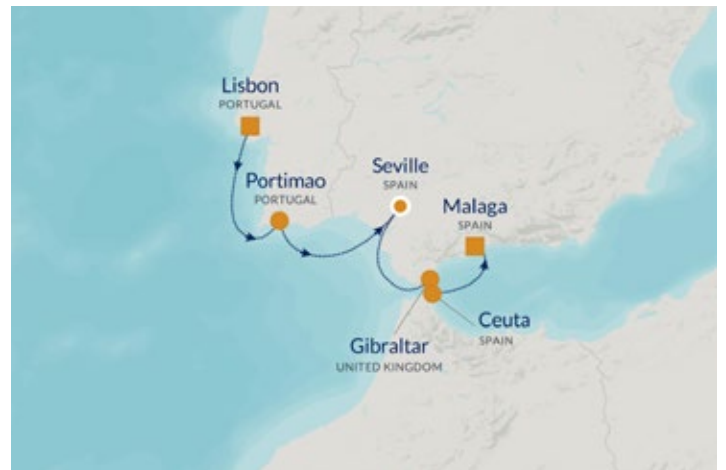 Lisbon
PORTUGAL
Portimao
PORTUGAL
Seville
SPAIN
Malaga
SPAIN
Ceuta
SPAIN
Gibraltar
UNITED KINGDOM